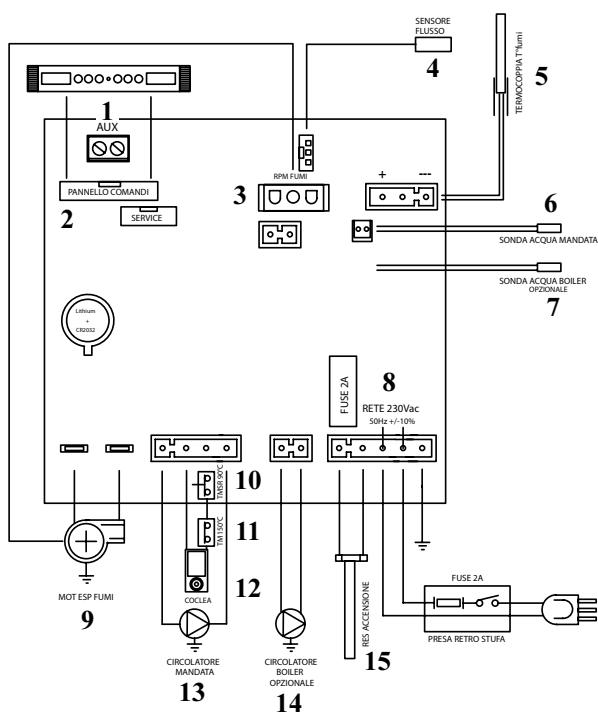 SENSORE
FLUSSO
4
TERMOCOPPIA T°fumi
5
1
AUX
PANNELLO COMANDI
2
SERVICE
RPM FUMI
3
+ ---
6
SONDA ACQUA MANDATA
SONDA ACQUA BOILER
OPZIONALE
7
Lithium
+
CR2032
FUSE 2A
8
RETE 230Vac
50Hz +/-10%
TMSR 90°C
10
TM150°C
11
COCLEA
12
MOT ESP FUMI
9
CIRCOLATORE
MANDATA
13
CIRCOLATORE
BOILER
OPZIONALE
14
RES ACCENSIONE
15
FUSE 2A
PRESA RETRO STUFA